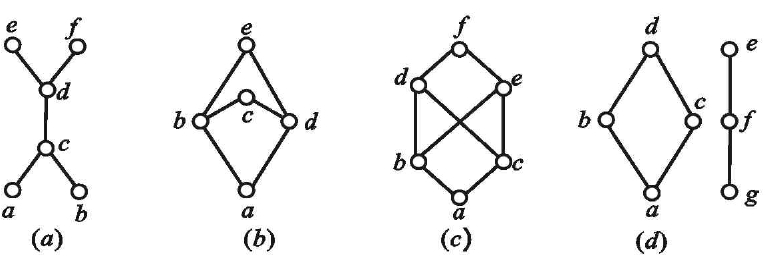 e f d c a b
(a)
e b c d a
(b)
f d e b c a
(c)
d b c a e f g
(d)